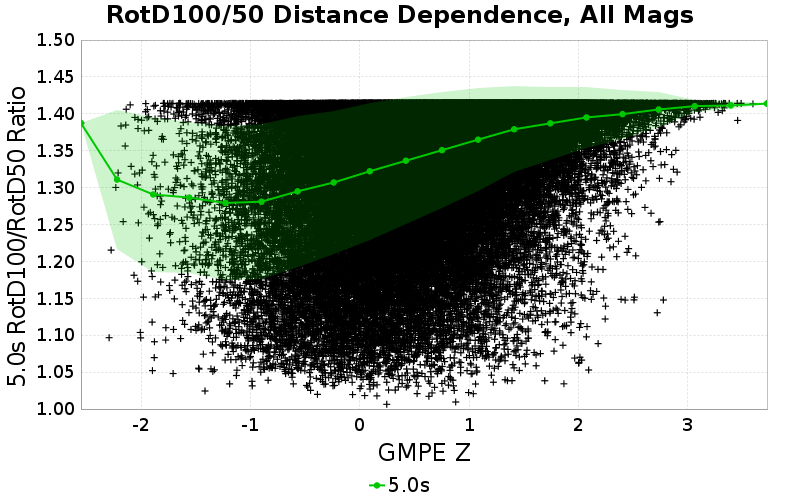 RotD100/50 Distance Dependence, All Mags
5.0s RotD100/RotD50 Ratio
1.50
1.45
1.40
1.35
1.30
1.25
1.20
1.15
1.10
1.05
1.00
-2 -1 0 1 2 3
GMPE Z
5.0s